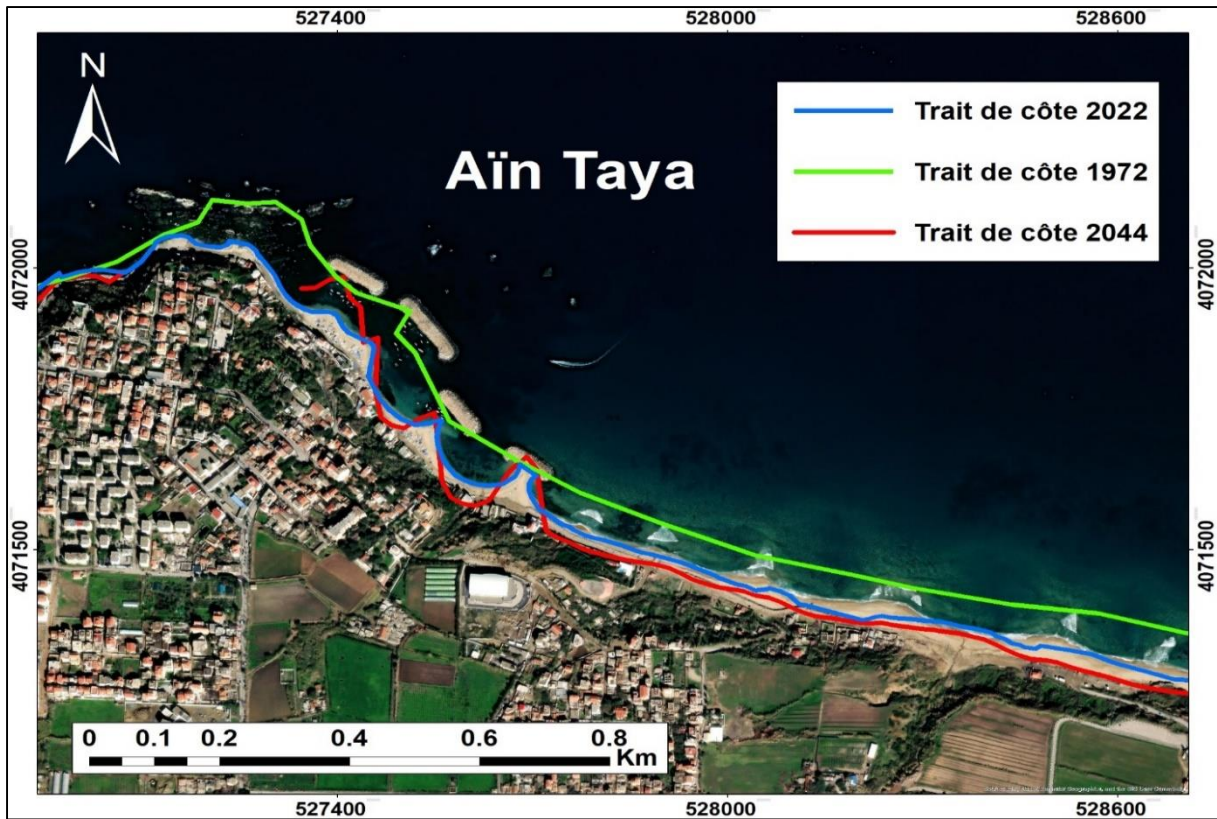 527400 528000 528600
N
Trait de côte 2022
Trait de côte 1972
Trait de côte 2044
Aïn Taya
4072000 4072000
4071500 4071500
0 0.1 0.2 0.4 0.6 0.8
Km
527400 528000 528600